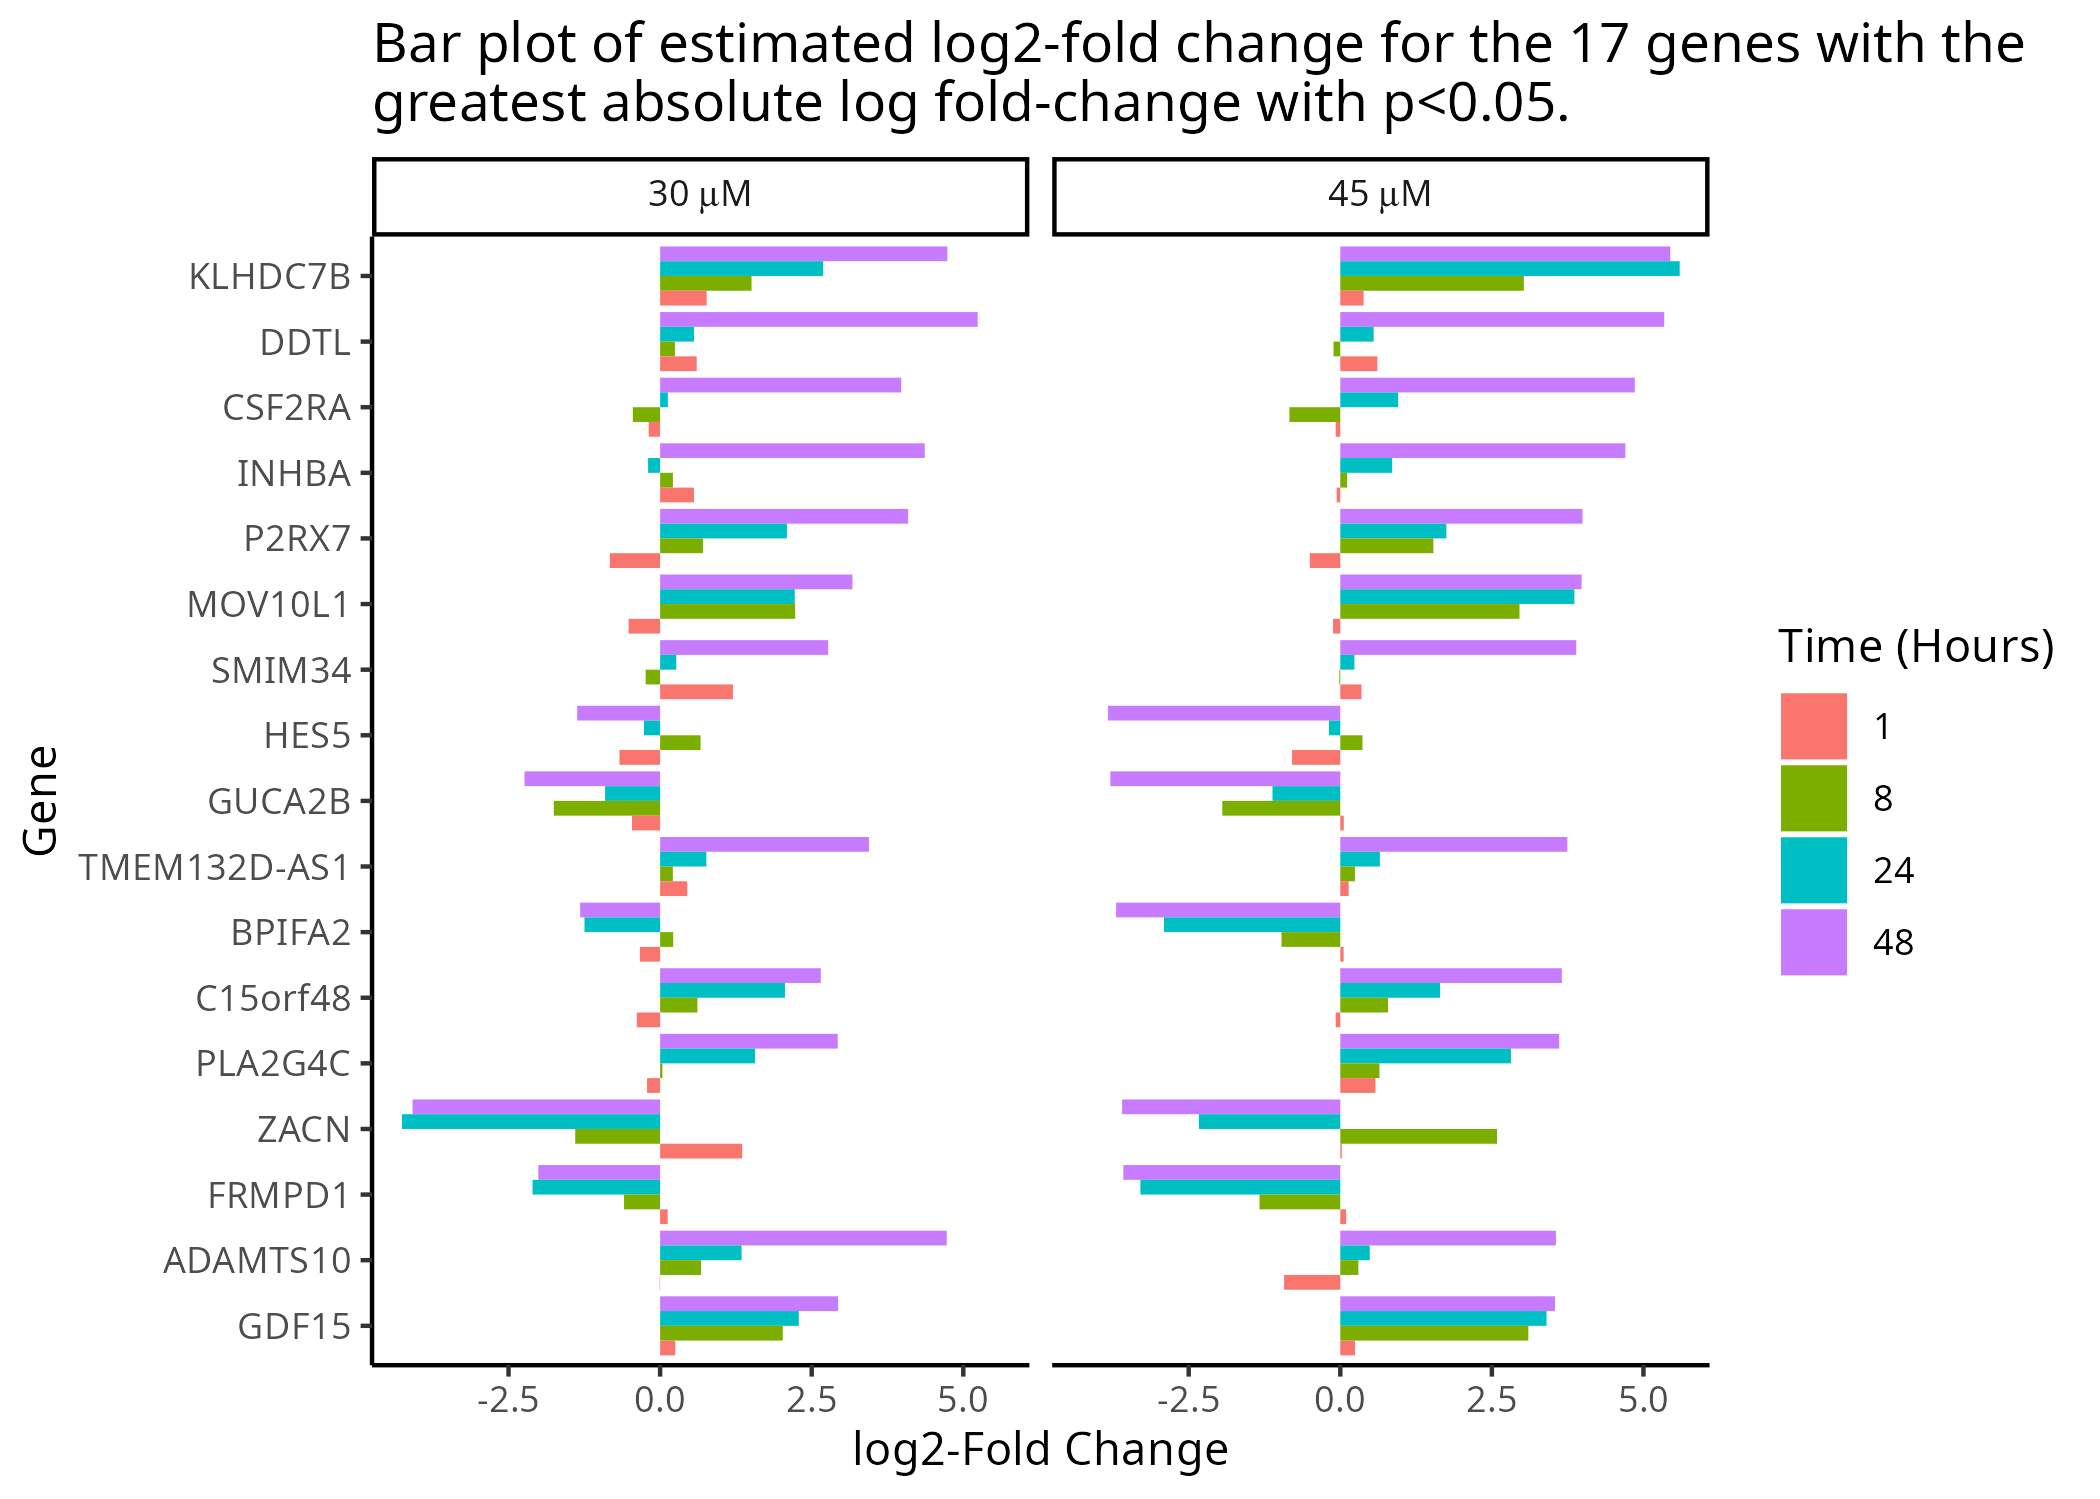 Bar plot of estimated log2-fold change for the 17 genes with the
greatest absolute log fold-change with p<0.05.
30 μM
45 μM
KLHDC7B
DDTL
CSF2RA
INHBA
P2RX7
MOV10L1
SMIM34
HES5
GUCA2B
TMEM132D-AS1
BPIFA2
C15orf48
PLA2G4C
ZACN
FRMPD1
ADAMTS10
GDF15
Gene
-2.5 0.0 2.5 5.0
-2.5 0.0 2.5 5.0
log2-Fold Change
Time (Hours)
1
8
24
48